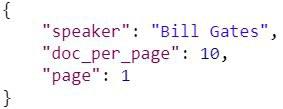 {
    "speaker": "Bill Gates",
    "doc_per_page": 10,
    "page": 1
}